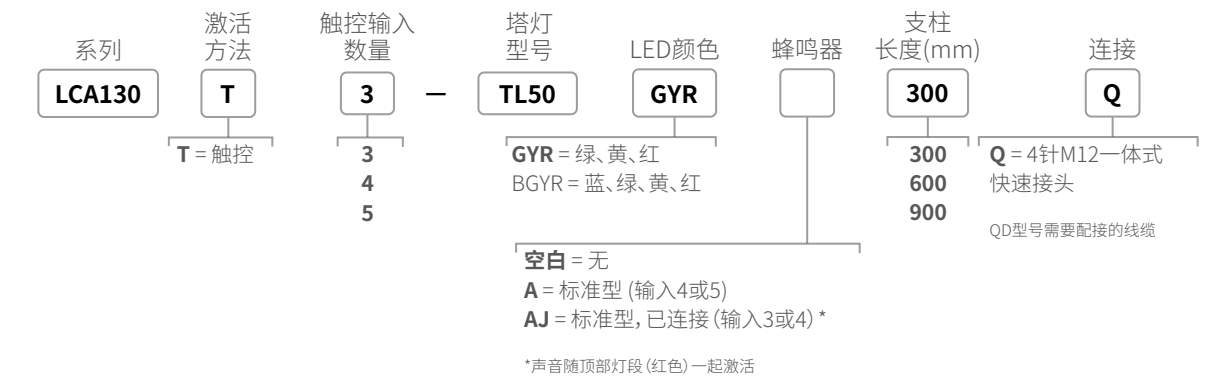 系列
激活
方法
触控输入
数量
塔灯
型号
LED颜色
蜂鸣器
支柱
长度(mm)
连接
LCA130
T
3
–
TL50
GYR
300
Q
T = 触控
3
4
5
GYR = 绿、黄、红
BGYR = 蓝、绿、黄、红
300
600
900
Q = 4针M12一体式
快速接头
QD型号需要配接的线缆
空白 = 无
A = 标准型 (输入4或5)
AJ = 标准型，已连接（输入3或4）*
*声音随顶部灯段（红色）一起激活